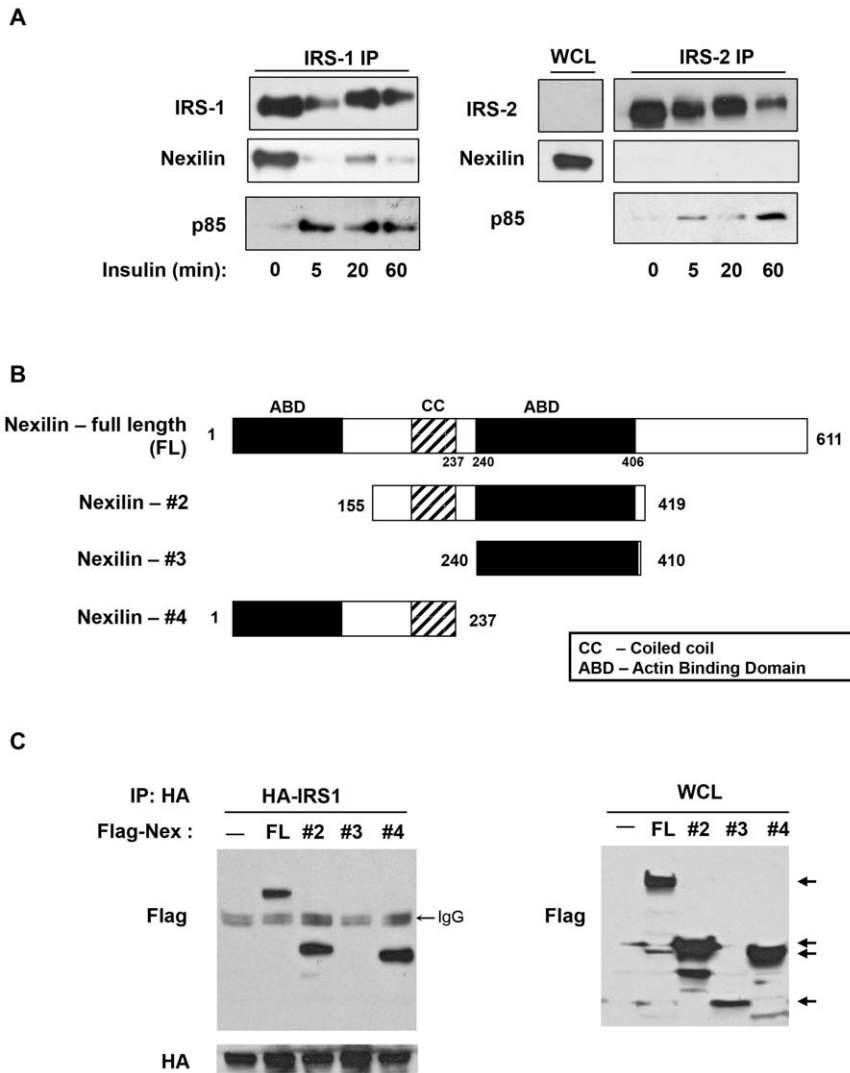 A
IRS-1 IP
WCL
IRS-2 IP
IRS-1
IRS-2
Nexilin
Nexilin
p85
p85
Insulin (min): 0 5 20 60
0 5 20 60
B
ABD CC ABD
Nexilin – full length
(FL)
1
611
237 240 406
Nexilin – #2
155
419
Nexilin – #3
240
410
Nexilin – #4
1
237
CC – Coiled coil
ABD – Actin Binding Domain
C
IP: HA
HA-IRS1
WCL
Flag-Nex : — FL #2 #3 #4
— FL #2 #3 #4
Flag
IgG
Flag
HA